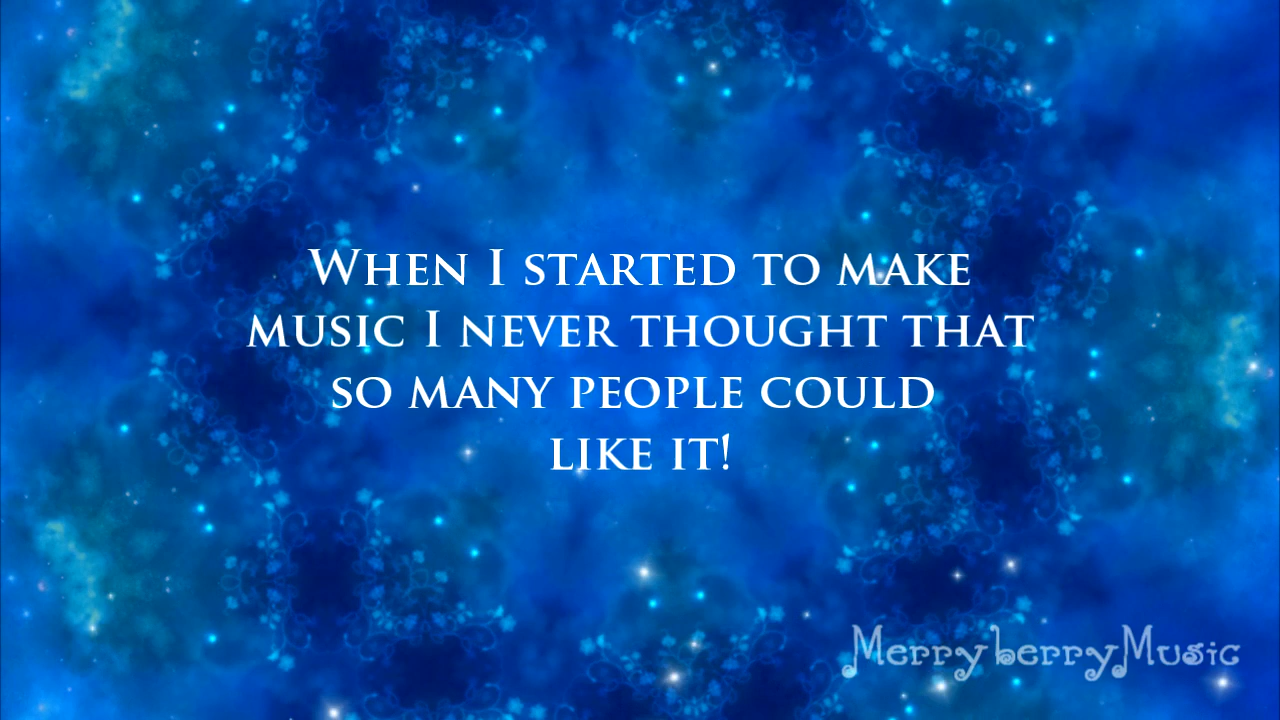 When I started to make
music I never thought that
so many people could
like it!
MerryberryMusic